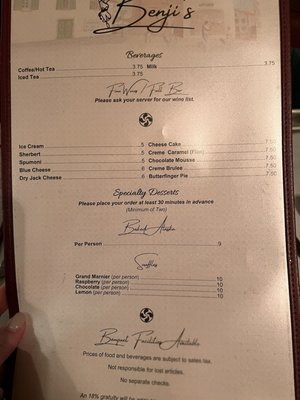 Benji's
Beverages
Coffee/Hot Tea 3.75 Milk 3.75
Iced Tea 3.75
Fine Wines / Full Bar
Please ask your server for our wine list.
Ice Cream 5 Cheese Cake 7.50
Sherbert 5 Creme Caramel (Flan) 7.50
Spumoni 5 Chocolate Mousse 7.50
Blue Cheese 6 Creme Brulee 7.50
Dry Jack Cheese 6 Butterfinger Pie 7.50
Specialty Desserts
Please place your order at least 30 minutes in advance
(Minimum of Two)
Baked Alaska
Per Person 9
Souffles
Grand Marnier (per person) 10
Raspberry (per person) 10
Chocolate (per person) 10
Lemon (per person) 10
Banquet Facilities Available
Prices of food and beverages are subject to sales tax.
Not responsible for lost articles.
No separate checks.
An 18% gratuity will be